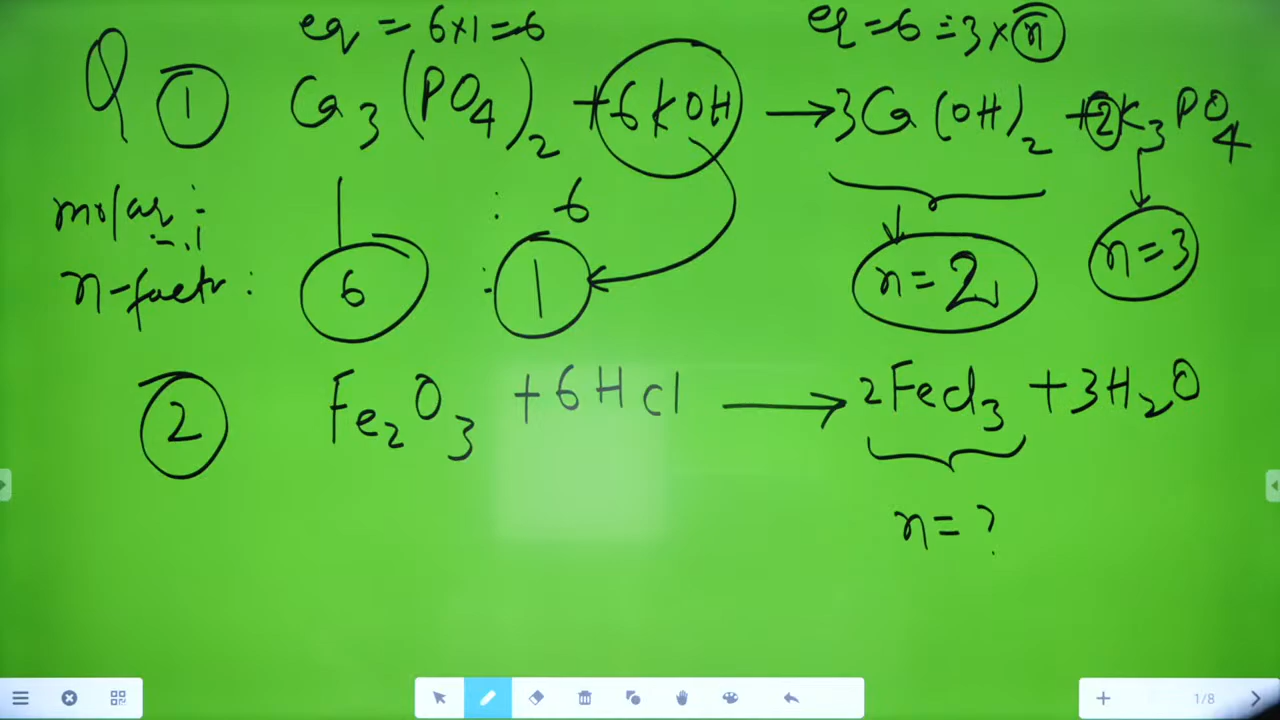 eq = 6×1=6 eq =6 = 3 × n
Q ① Ca3(PO4)2 + 6KOH → 3Ca(OH)2 + 2K3PO4
molar :- 1 : 6
n-factr : 6 : 1 n = 2 n = 3
② Fe2O3 + 6HCl → 2FeCl3 + 3H2O
n = ?
1/8